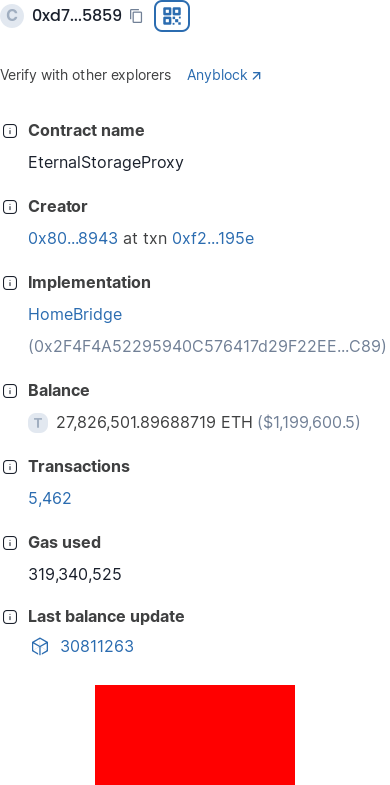 C 0xd7...5859
Verify with other explorers Anyblock
Contract name
EternalStorageProxy
Creator
0x80...8943 at txn 0xf2...195e
Implementation
HomeBridge
(0x2F4F4A52295940C576417d29F22EE...C89)
Balance
T 27,826,501.89688719 ETH ($1,199,600.5)
Transactions
5,462
Gas used
319,340,525
Last balance update
30811263